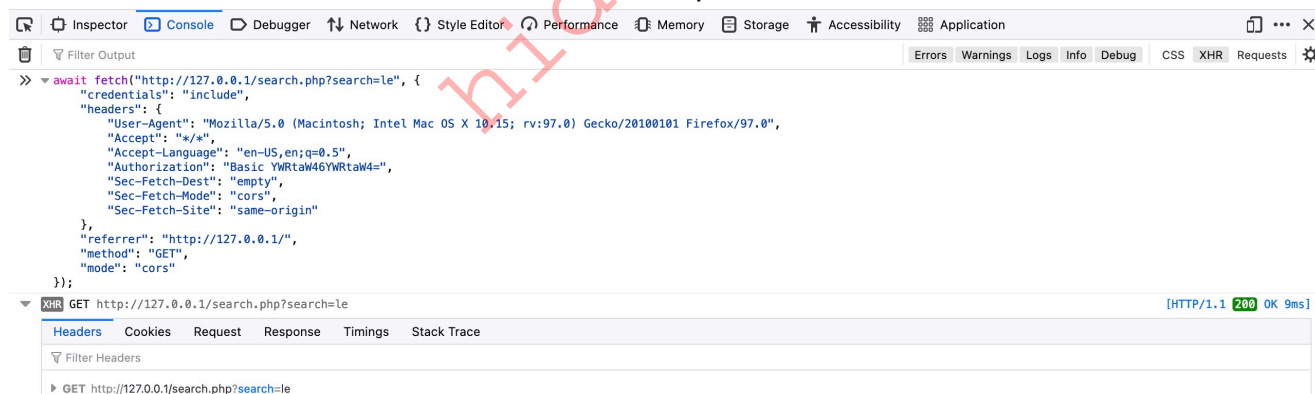 Inspector Console Debugger Network Style Editor Performance Memory Storage Accessibility Application
Filter Output Errors Warnings Logs Info Debug CSS XHR Requests
await fetch("http://127.0.0.1/search.php?search=le", {
    "credentials": "include",
    "headers": {
        "User-Agent": "Mozilla/5.0 (Macintosh; Intel Mac OS X 10.15; rv:97.0) Gecko/20100101 Firefox/97.0",
        "Accept": "*/*",
        "Accept-Language": "en-US,en;q=0.5",
        "Authorization": "Basic YWRtaW46YWRtaW4=",
        "Sec-Fetch-Dest": "empty",
        "Sec-Fetch-Mode": "cors",
        "Sec-Fetch-Site": "same-origin"
    },
    "referrer": "http://127.0.0.1/",
    "method": "GET",
    "mode": "cors"
});
XHR GET http://127.0.0.1/search.php?search=le [HTTP/1.1 200 OK 9ms]
Headers Cookies Request Response Timings Stack Trace
Filter Headers
GET http://127.0.0.1/search.php?search=le